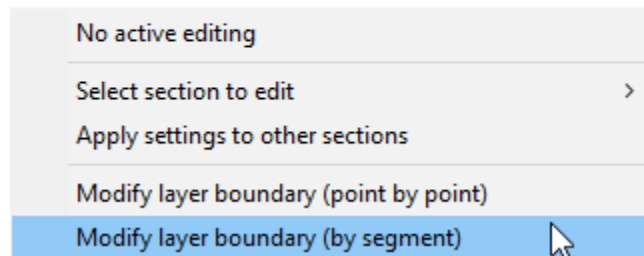 No active editing
Select section to edit
Apply settings to other sections
Modify layer boundary (point by point)
Modify layer boundary (by segment)